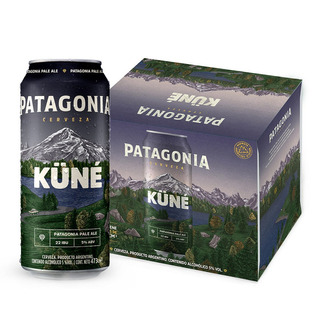 PATAGONIA
CERVEZA
KÜNÉ
PATAGONIA PALE ALE
22 IBU
5% ABV
CERVEZA. PRODUCTO ARGENTINO.
PATAGONIA
CERVEZA
KÜNÉ
PATAGONIA
KÜNÉ
CERVEZA. PRODUCTO ARGENTINO. CONTENIDO ALCOHÓLICO 5% VOL.